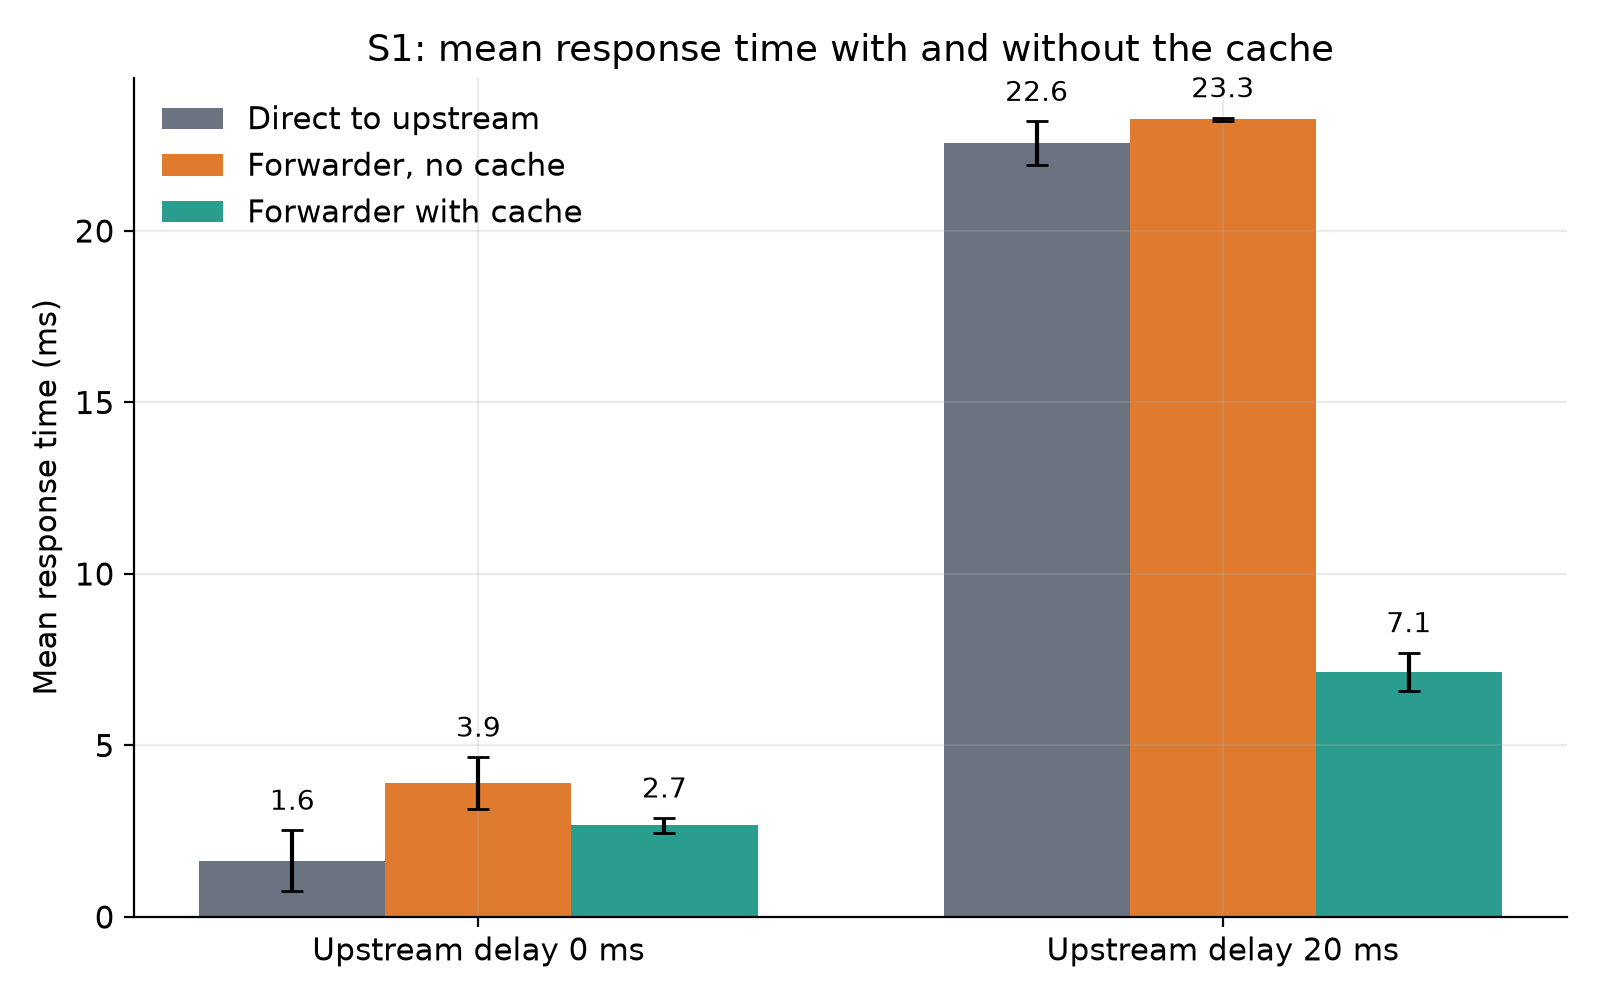 S1: mean response time with and without the cache
Direct to upstream
Forwarder, no cache
Forwarder with cache
Mean response time (ms)
20
15
10
5
0
1.6
3.9
2.7
22.6
23.3
7.1
Upstream delay 0 ms
Upstream delay 20 ms